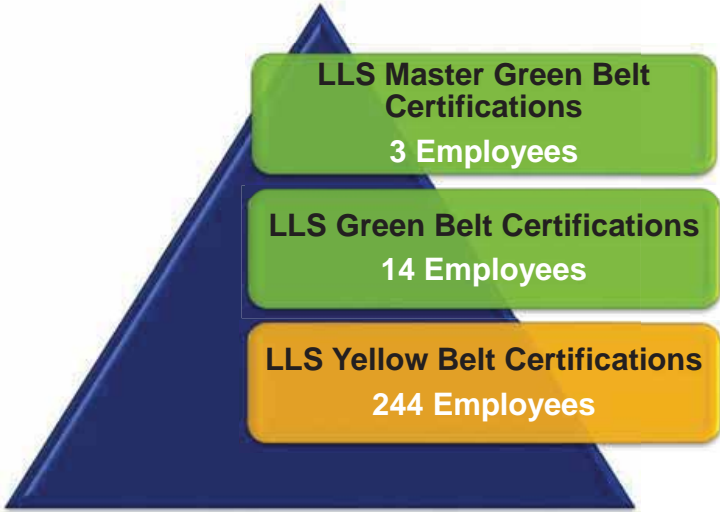 LLS Master Green Belt
Certifications
3 Employees
LLS Green Belt Certifications
14 Employees
LLS Yellow Belt Certifications
244 Employees